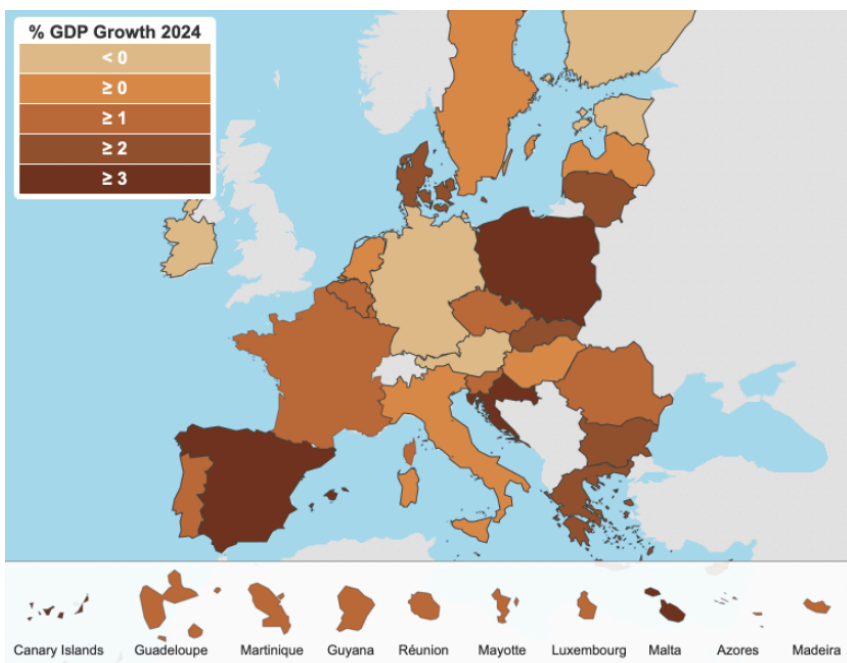 % GDP Growth 2024
< 0
≥ 0
≥ 1
≥ 2
≥ 3
Canary Islands
Guadeloupe
Martinique
Guyana
Réunion
Mayotte
Luxembourg
Malta
Azores
Madeira